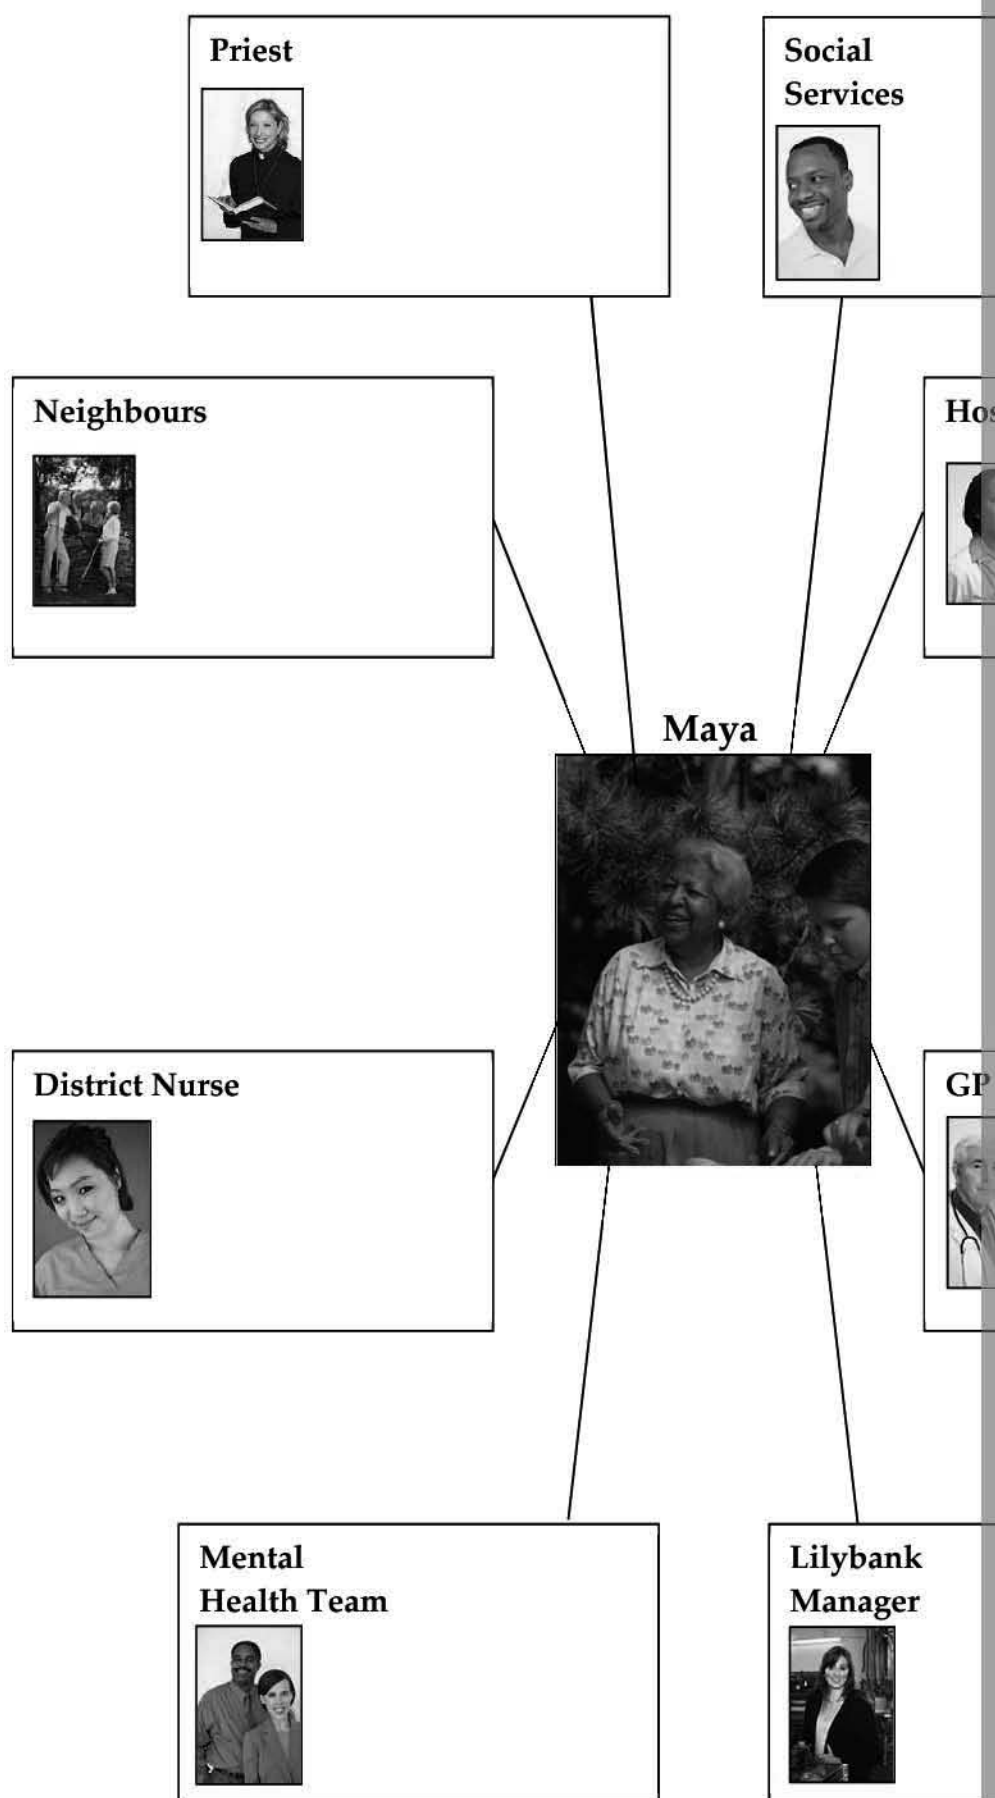 Priest
Social
Services
Neighbours
Maya
District Nurse
GP
Mental
Health Team
Lilybank
Manager